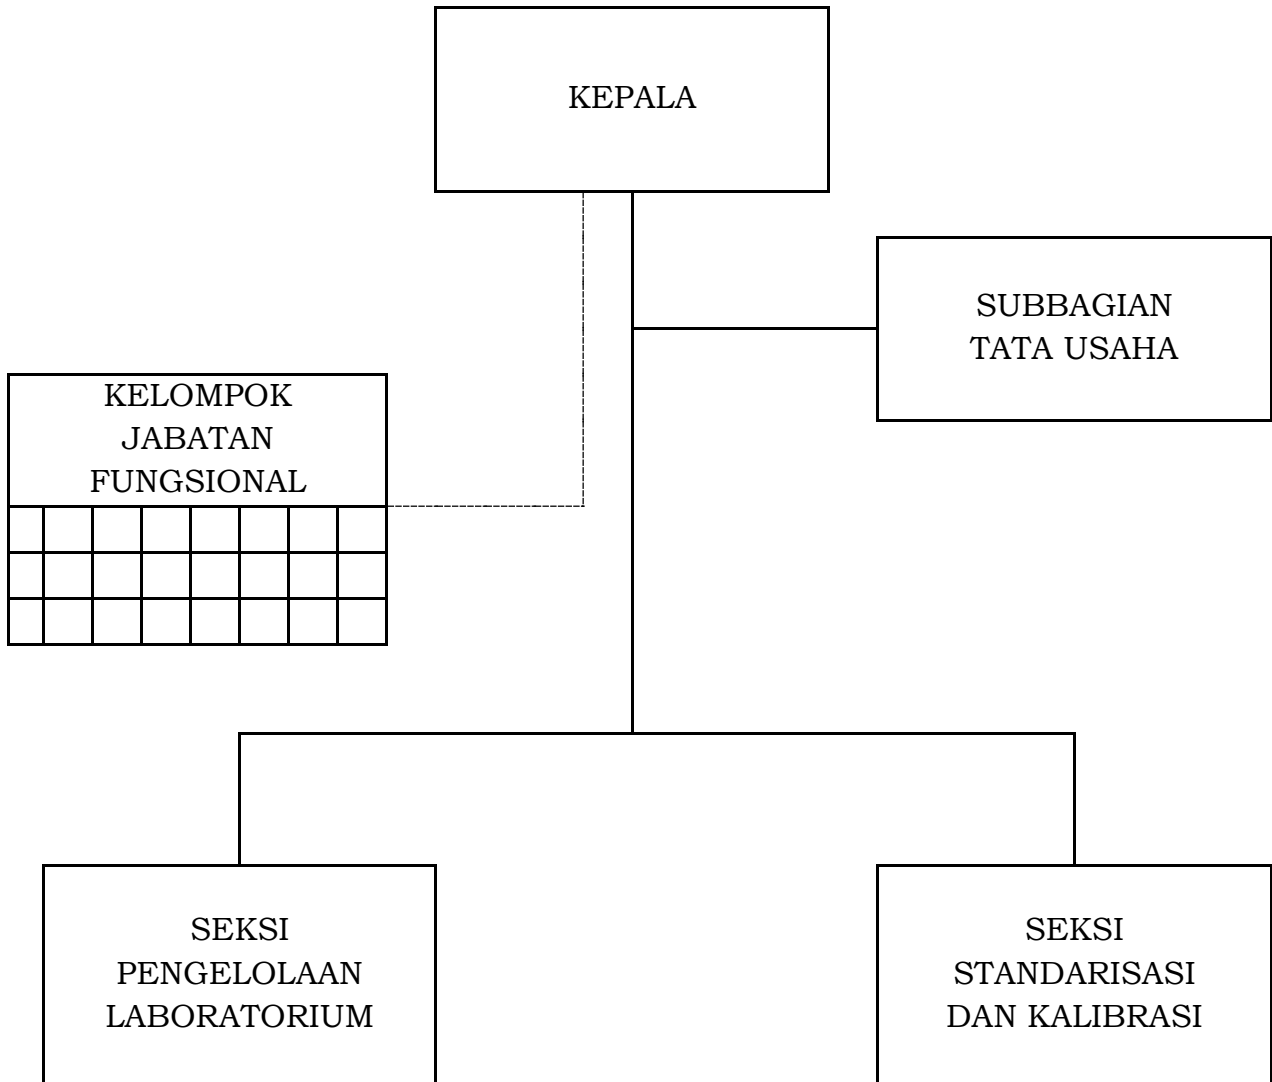 KEPALA
SUBBAGIAN
TATA USAHA
KELOMPOK
JABATAN
FUNGSIONAL
SEKSI
PENGELOLAAN
LABORATORIUM
SEKSI
STANDARISASI
DAN KALIBRASI